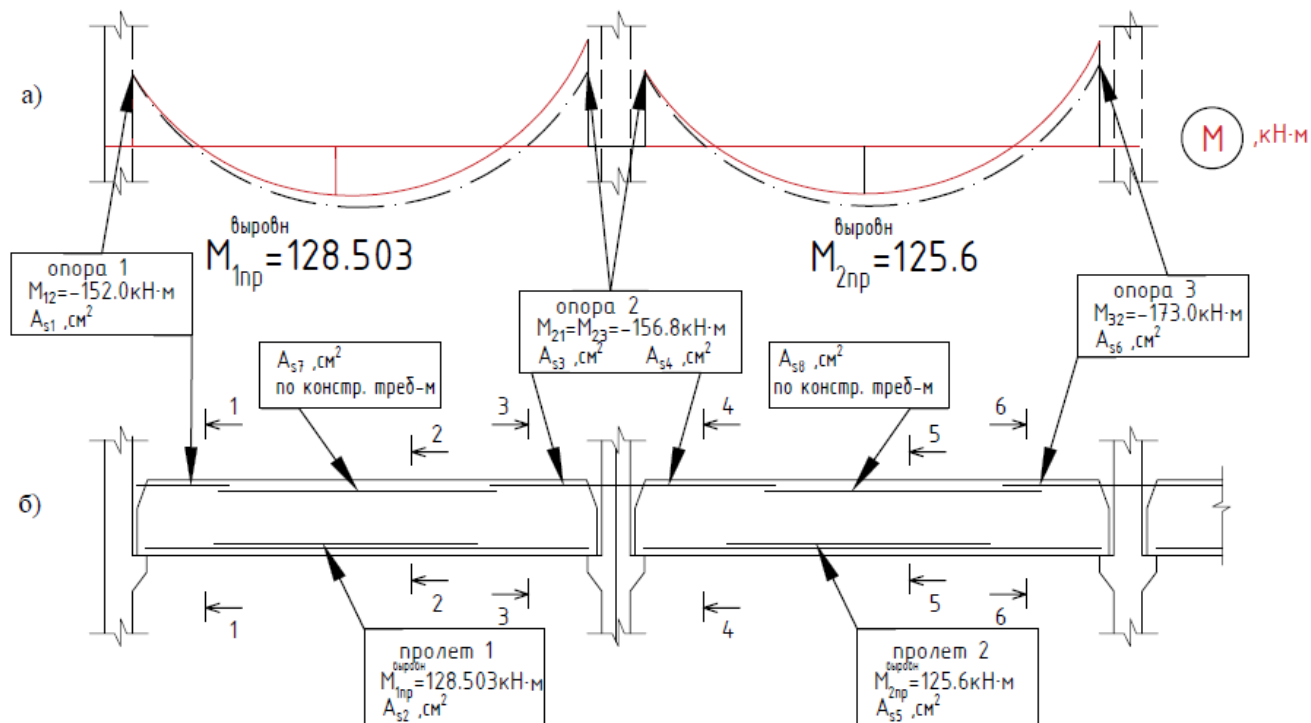 а)
M ,кН·м
выровн
M1пр=128.503
выровн
M2пр=125.6
опора 1
M12=-152.0кН·м
As1 ,см²
опора 2
M21=M23=-156.8кН·м
As3 ,см² As4 ,см²
опора 3
M32=-173.0кН·м
As6 ,см²
As7 ,см²
по констр. треб-м
As8 ,см²
по констр. треб-м
1 3 4 6
2 5
б)
2 5
1 3 4 6
пролет 1
выровн
M1пр=128.503кН·м
As2 ,см²
пролет 2
выровн
M2пр=125.6кН·м
As5 ,см²